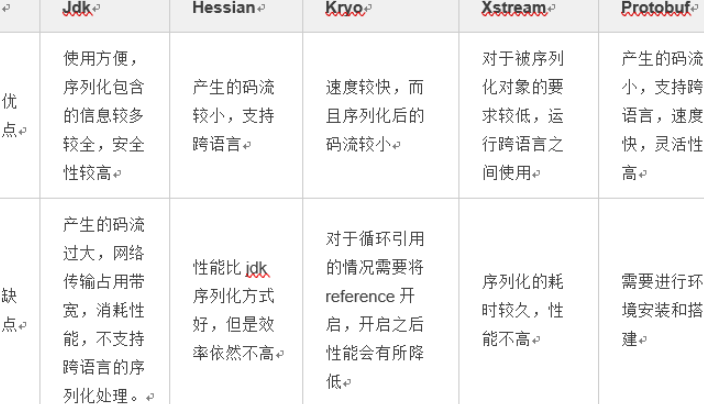 Jdk
Hessian
Kryo
Xstream
Protobuf
优
点
使用方便，
序列化包含
的信息较多
较全，安全
性较高
产生的码流
较小，支持
跨语言
速度较快，而
且序列化后的
码流较小
对于被序列
化对象的要
求较低，运
行跨语言之
间使用
产生的码流
小，支持跨
语言，速度
快，灵活性
高
缺
点
产生的码流
过大，网络
传输占用带
宽，消耗性
能，不支持
跨语言的序
列化处理。
性能比 jdk
序列化方式
好，但是效
率依然不高
对于循环引用
的情况需要将
reference 开
启，开启之后
性能会有所降
低
序列化的耗
时较久，性
能不高
需要进行环
境安装和搭
建